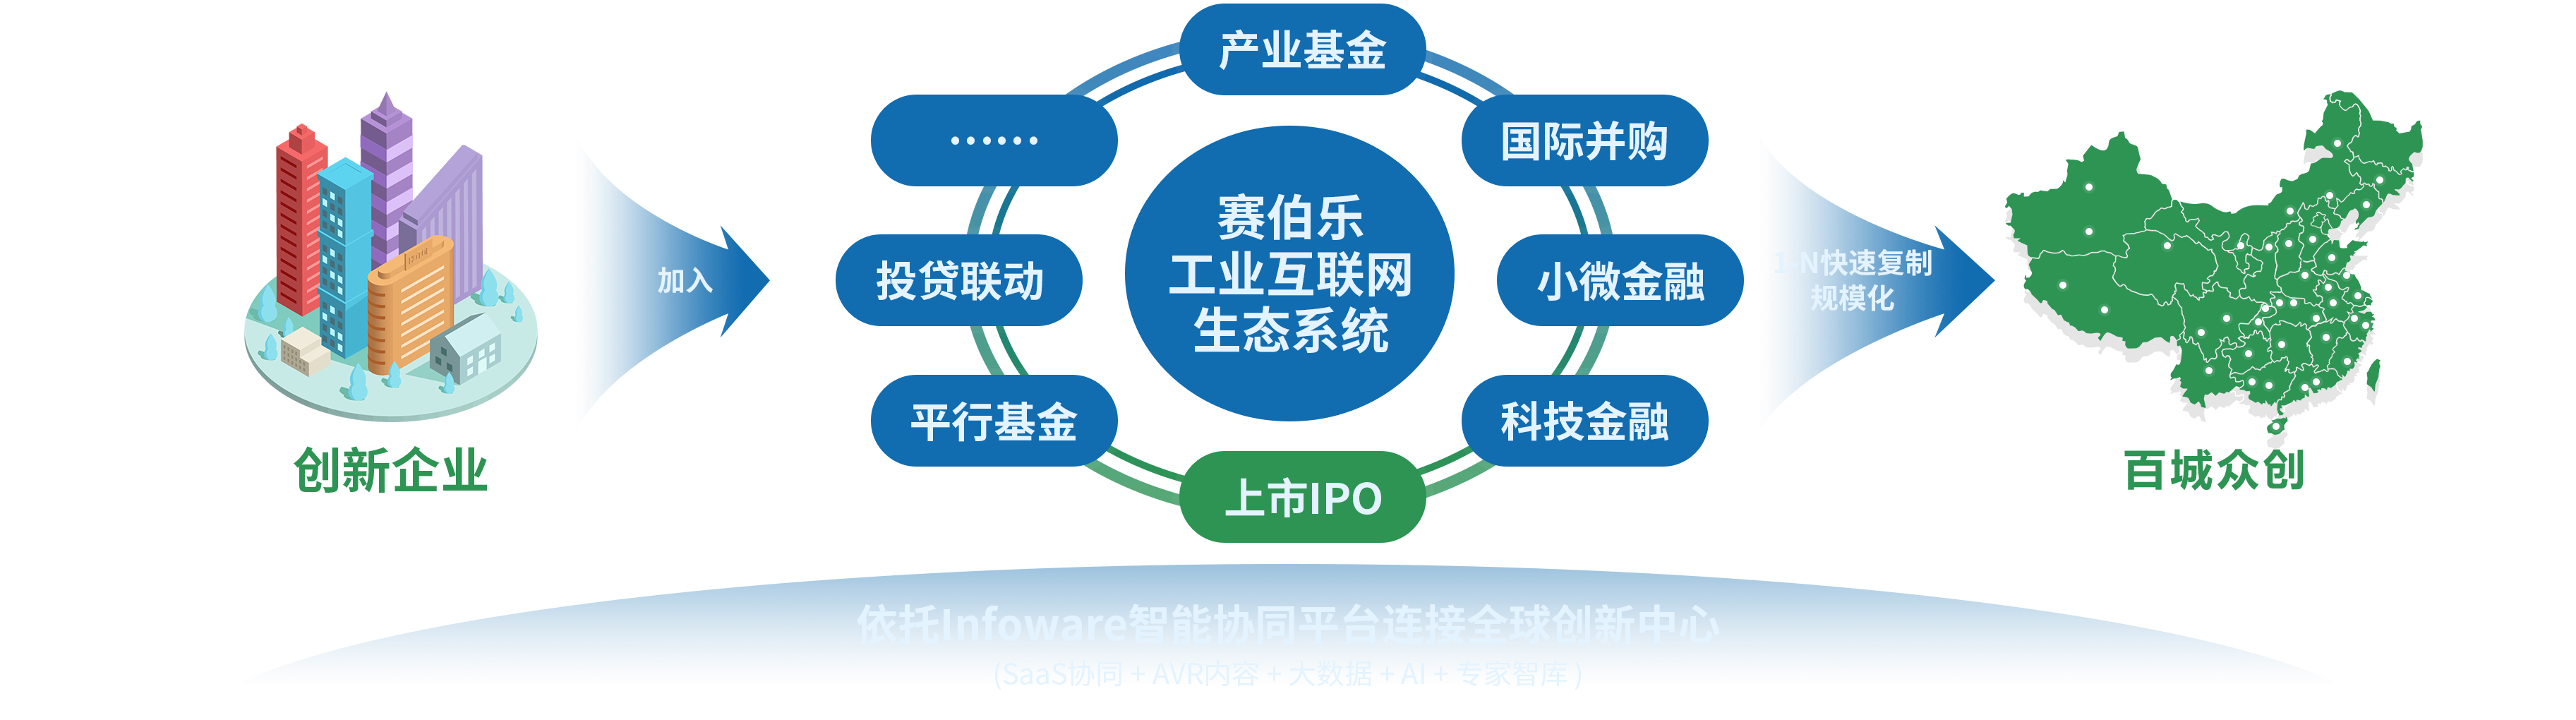 产业基金
······
国际并购
赛伯乐
工业互联网
生态系统
加入
投贷联动
小微金融
1-N快速复制
规模化
平行基金
科技金融
上市IPO
创新企业
百城众创
依托Infoware智能协同平台连接全球创新中心
(SaaS协同 + AVR内容 + 大数据 + AI + 专家智库 )